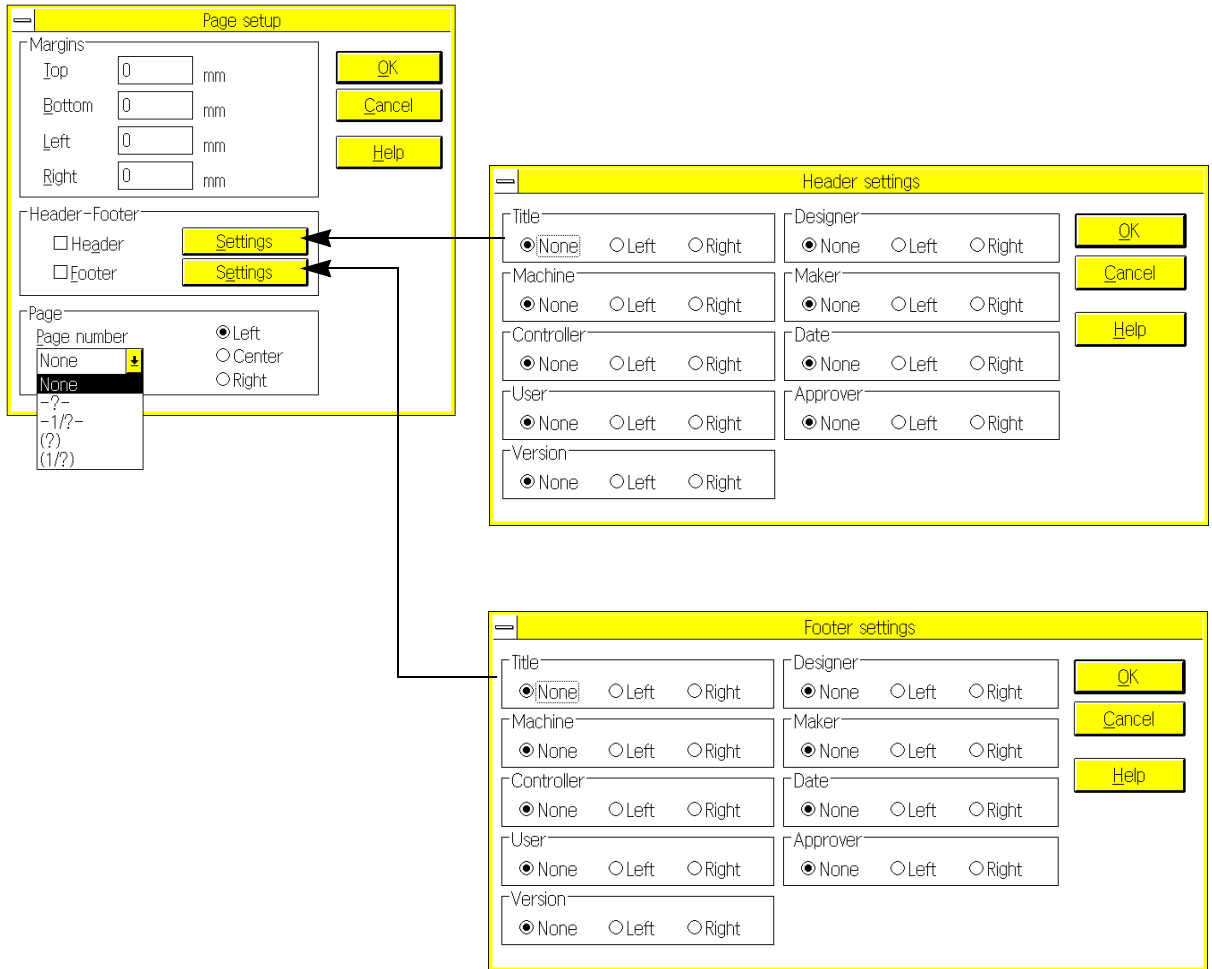 Page setup
Margins
Top 0 mm
Bottom 0 mm
Left 0 mm
Right 0 mm
OK
Cancel
Help
Header-Footer
Header Settings
Footer Settings
Page
Page number
None
None
-?-
-1/?-
(?)
(1/?)
Left
Center
Right
Header settings
Title
None Left Right
Designer
None Left Right
Machine
None Left Right
Maker
None Left Right
Controller
None Left Right
Date
None Left Right
User
None Left Right
Approver
None Left Right
Version
None Left Right
OK
Cancel
Help
Footer settings
Title
None Left Right
Designer
None Left Right
Machine
None Left Right
Maker
None Left Right
Controller
None Left Right
Date
None Left Right
User
None Left Right
Approver
None Left Right
Version
None Left Right
OK
Cancel
Help